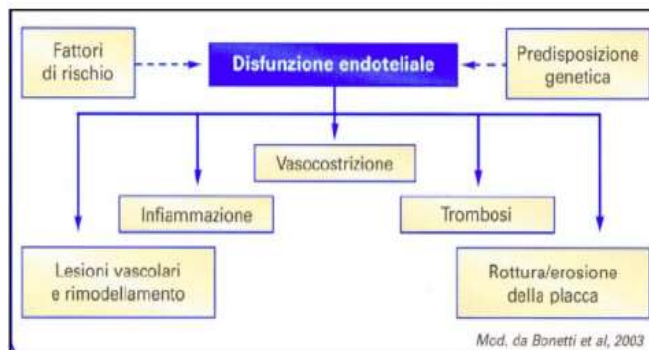 Fattori
di rischio
Disfunzione endoteliale
Predisposizione
genetica
Vasocostrizione
Infiammazione
Trombosi
Lesioni vascolari
e rimodellamento
Rottura/erosione
della placca
Mod. da Bonetti et al, 2003